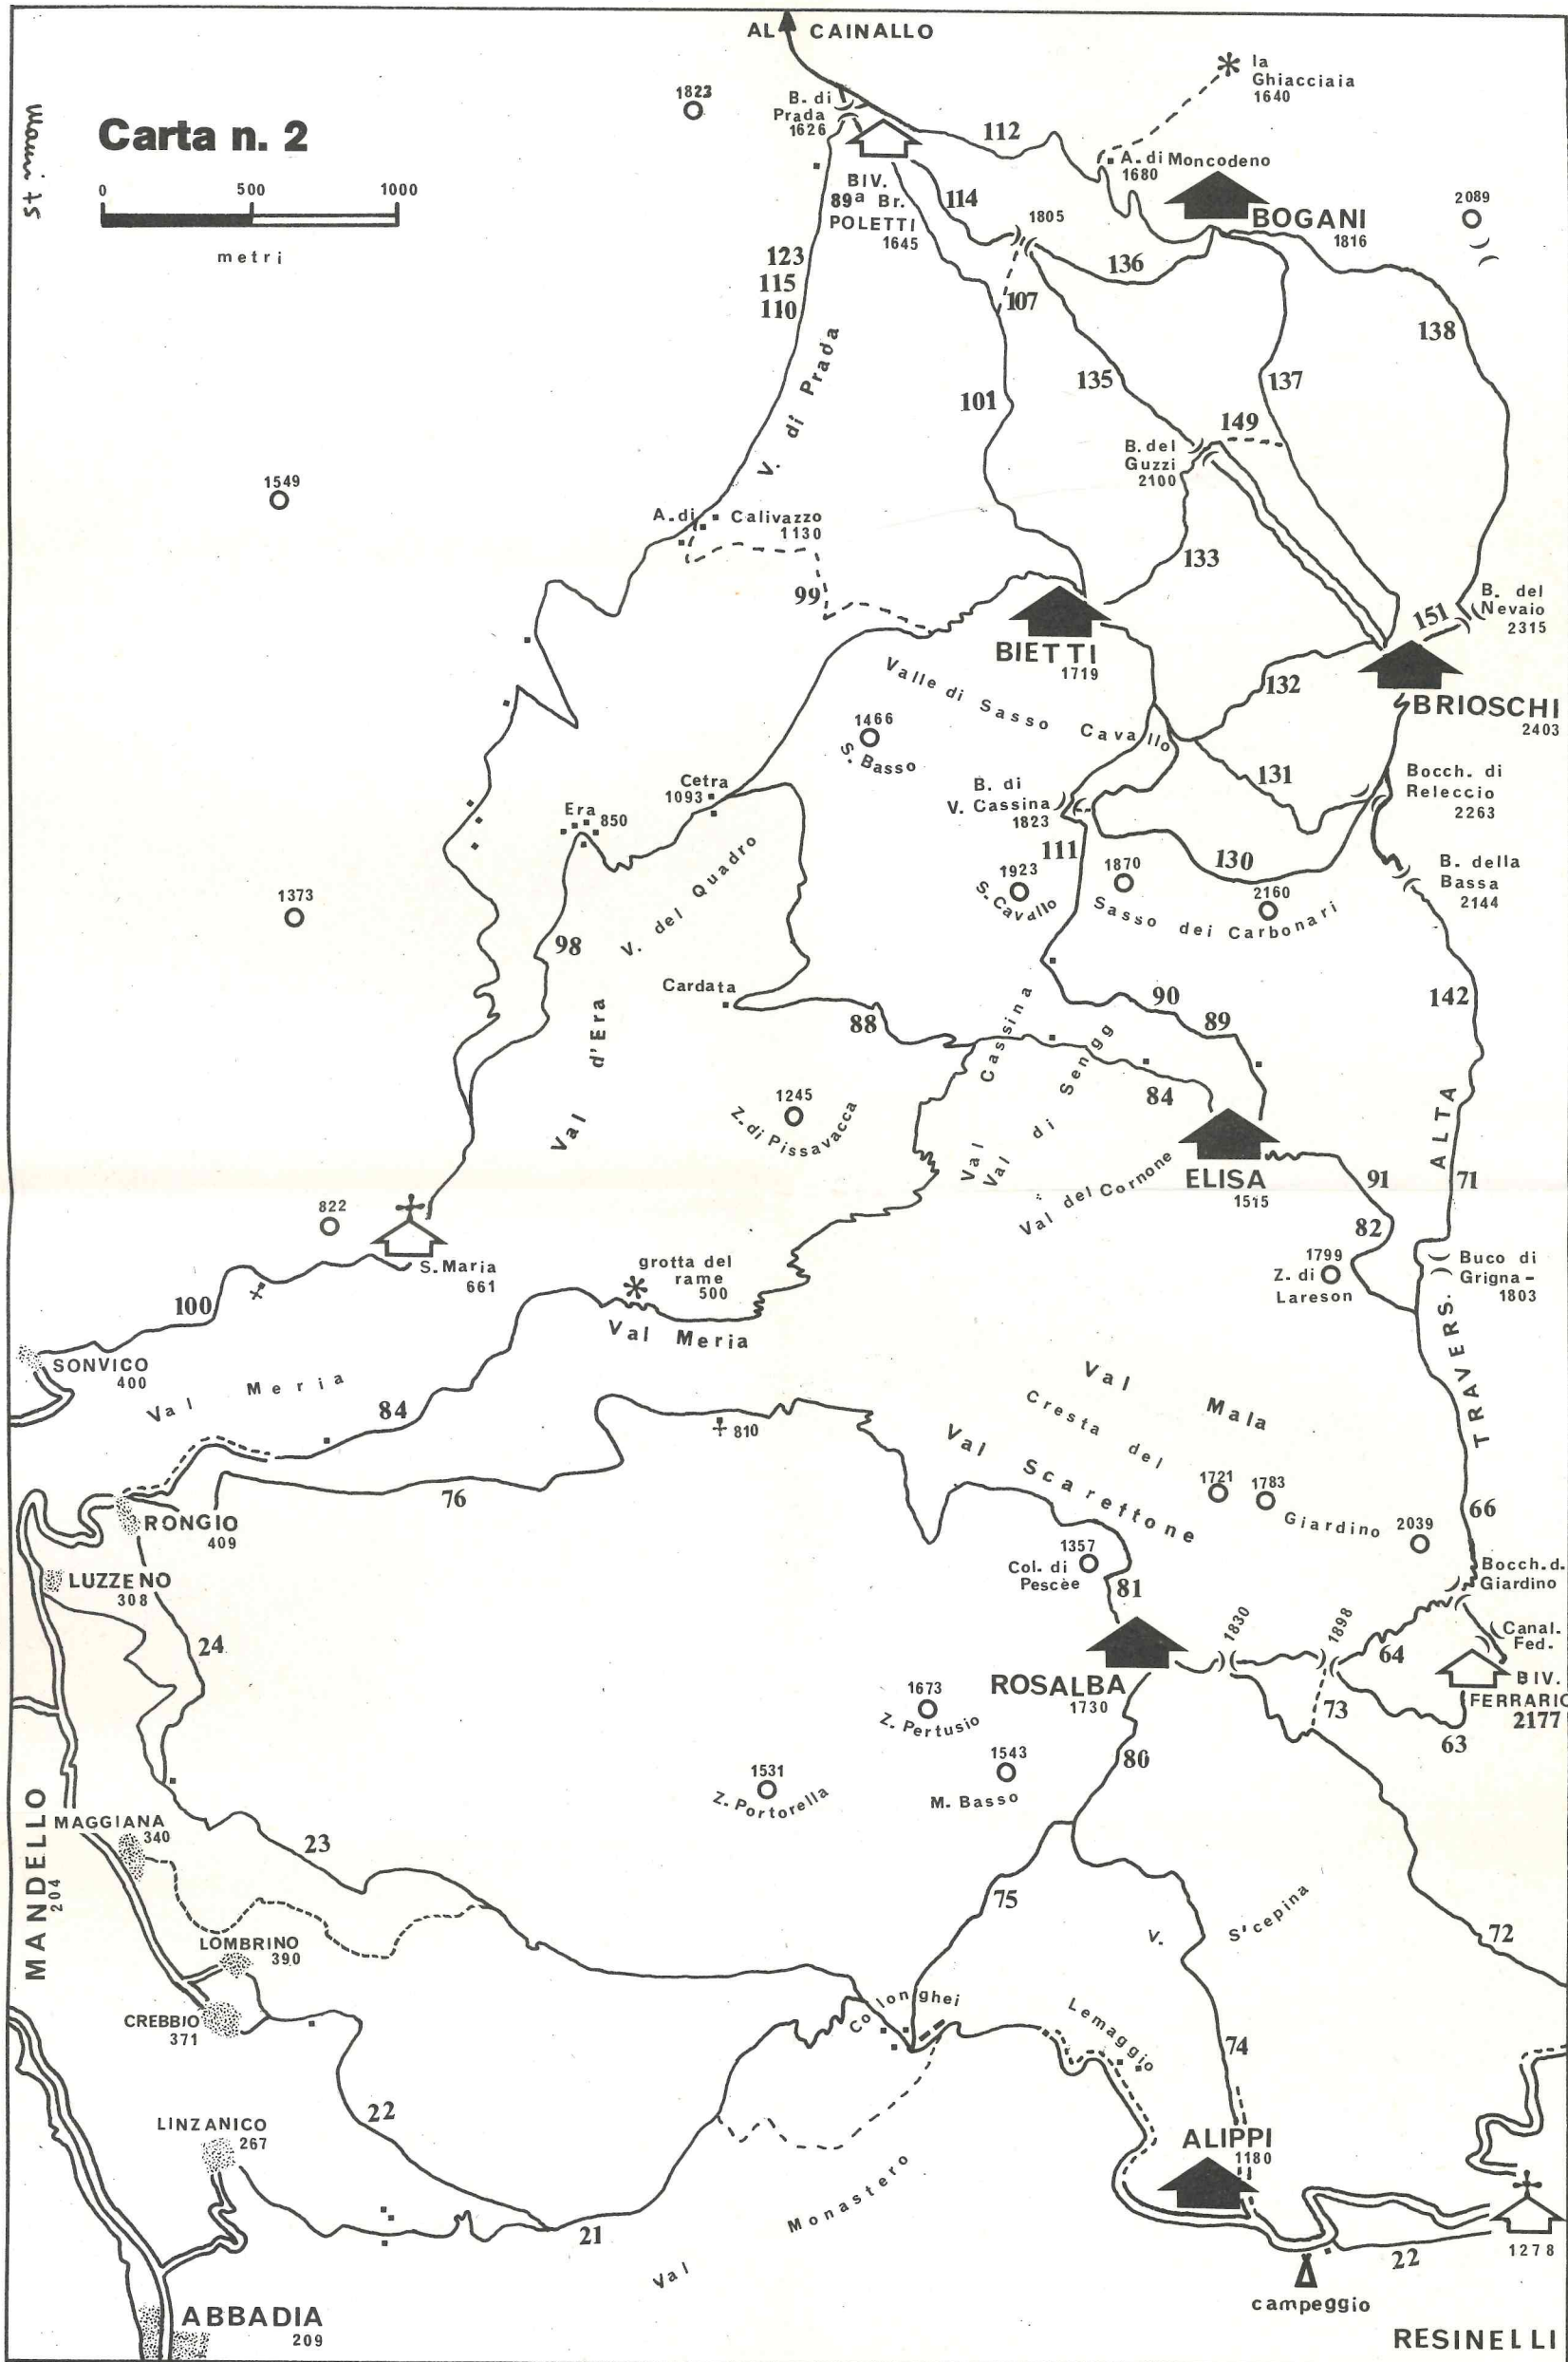 AL CAINALLO
la
Ghiacciaia
1640
1823
B. di
Prada
1626
Carta n. 2
0 500 1000
metri
112
A. di Moncodeno
1680
BIV.
89a Br.
POLETTI
1645
114
1805
BOGANI
1816
2089
136
123
115
110
107
138
V. di Prada
101
135
137
149
B. del
Guzzi
2100
1549
A. di Calivazzo
1130
133
99
B. del
Nevaio
2315
151
BIETTI
1719
132
BRIOSCHI
2403
Valle di Sasso Cavallo
1466
S. Basso
131
Bocch. di
Releccio
2263
Cetra
1093
B. di
V. Cassina
1823
Era
850
111
130
B. della
Bassa
2144
V. del Quadro
1923
S. Cavallo
1870
2160
Sasso dei Carbonari
1373
98
Cardata
88
90
89
142
Val d'Era
Val Cassina
Val di Senigg
84
1245
Z. di Pissavacca
ELISA
1515
Val del Cornone
91
TRAVERS. ALTA
71
82
822
S. Maria
661
grotta del
rame
500
1799
Z. di
Lareson
Buco di
Grigna-
1803
100
Val Meria
SONVICO
400
Val Meria
84
Val Mala
Cresta del Giardino
810
Val Scarettone
1721
1783
2039
66
76
RONGIO
409
1357
Col. di
Pescèe
81
Bocch. d.
Giardino
LUZZENO
308
1830
1898
Canal.
Fed.
24
64
ROSALBA
1730
BIV.
FERRARIO
2177
73
63
1673
Z. Pertusio
80
1543
M. Basso
1531
Z. Portorella
MANDELLO
204
MAGGIANA
340
23
75
V. S'cepina
72
LOMBRINO
390
CREBBIO
371
Colonghei
Lemaggio
74
22
LINZANICO
267
ALIPPI
1180
Val Monastero
21
22
1278
campeggio
ABBADIA
209
RESINELLI